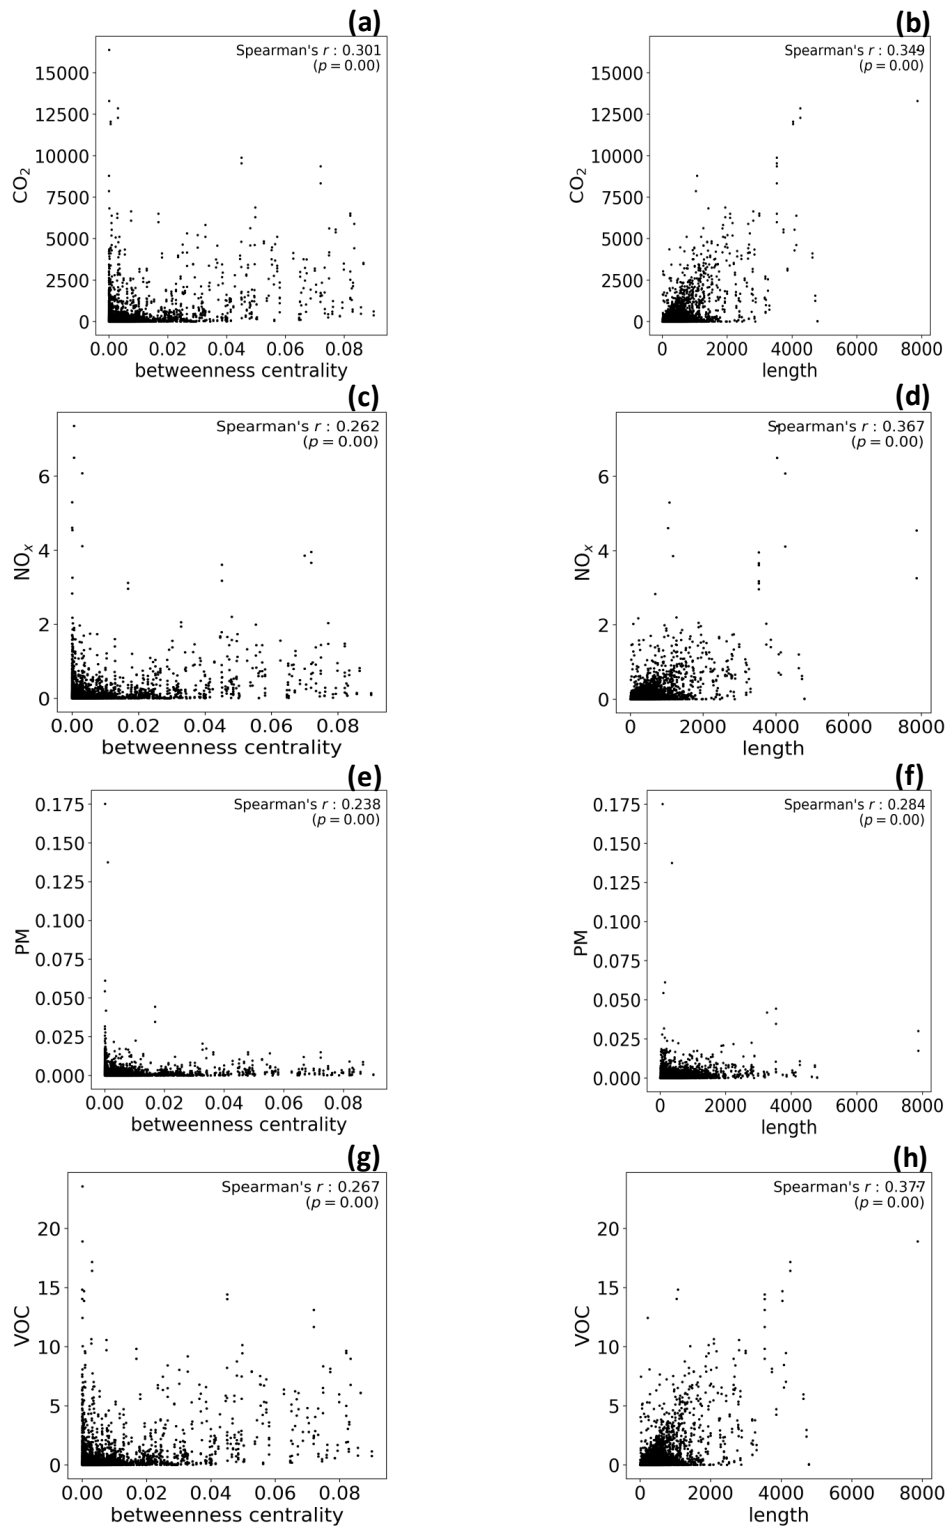 (a)
Spearman's r : 0.301
(p = 0.00)
15000
12500
10000
7500
5000
2500
0
CO2
0.00 0.02 0.04 0.06 0.08
betweenness centrality
(b)
Spearman's r : 0.349
(p = 0.00)
15000
12500
10000
7500
5000
2500
0
CO2
0 2000 4000 6000 8000
length
(c)
Spearman's r : 0.262
(p = 0.00)
6
4
2
0
NOx
0.00 0.02 0.04 0.06 0.08
betweenness centrality
(d)
Spearman's r : 0.367
(p = 0.00)
6
4
2
0
NOx
0 2000 4000 6000 8000
length
(e)
Spearman's r : 0.238
(p = 0.00)
0.175
0.150
0.125
0.100
0.075
0.050
0.025
0.000
PM
0.00 0.02 0.04 0.06 0.08
betweenness centrality
(f)
Spearman's r : 0.284
(p = 0.00)
0.175
0.150
0.125
0.100
0.075
0.050
0.025
0.000
PM
0 2000 4000 6000 8000
length
(g)
Spearman's r : 0.267
(p = 0.00)
20
15
10
5
0
VOC
0.00 0.02 0.04 0.06 0.08
betweenness centrality
(h)
Spearman's r : 0.377
(p = 0.00)
20
15
10
5
0
VOC
0 2000 4000 6000 8000
length